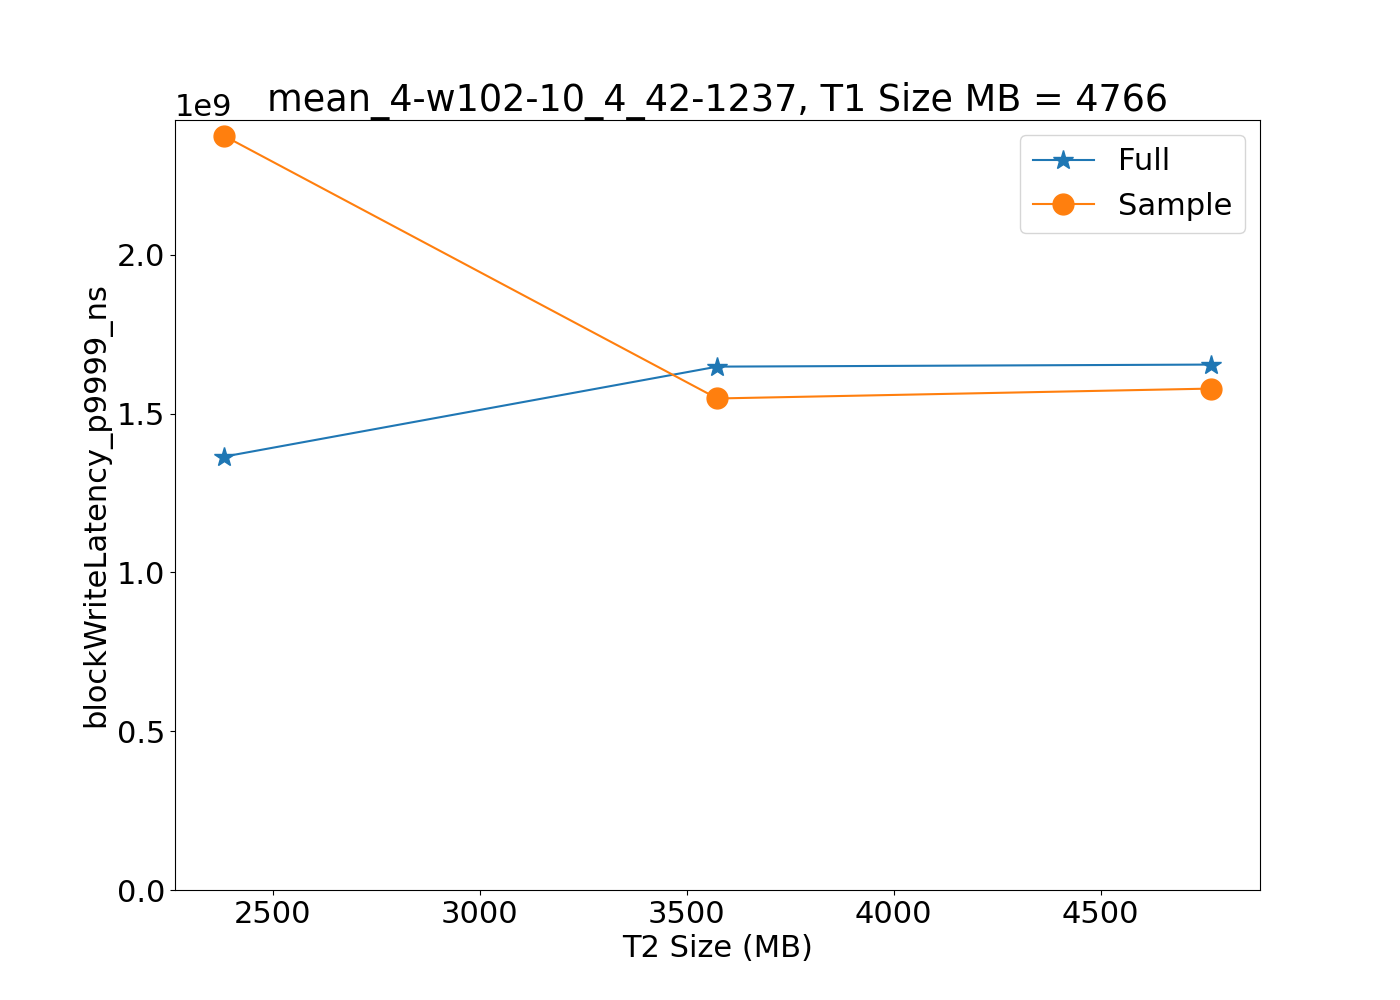 1e9
mean_4-w102-10_4_42-1237, T1 Size MB = 4766
Full
Sample
blockWriteLatency_p9999_ns
2.0
1.5
1.0
0.5
0.0
2500 3000 3500 4000 4500
T2 Size (MB)